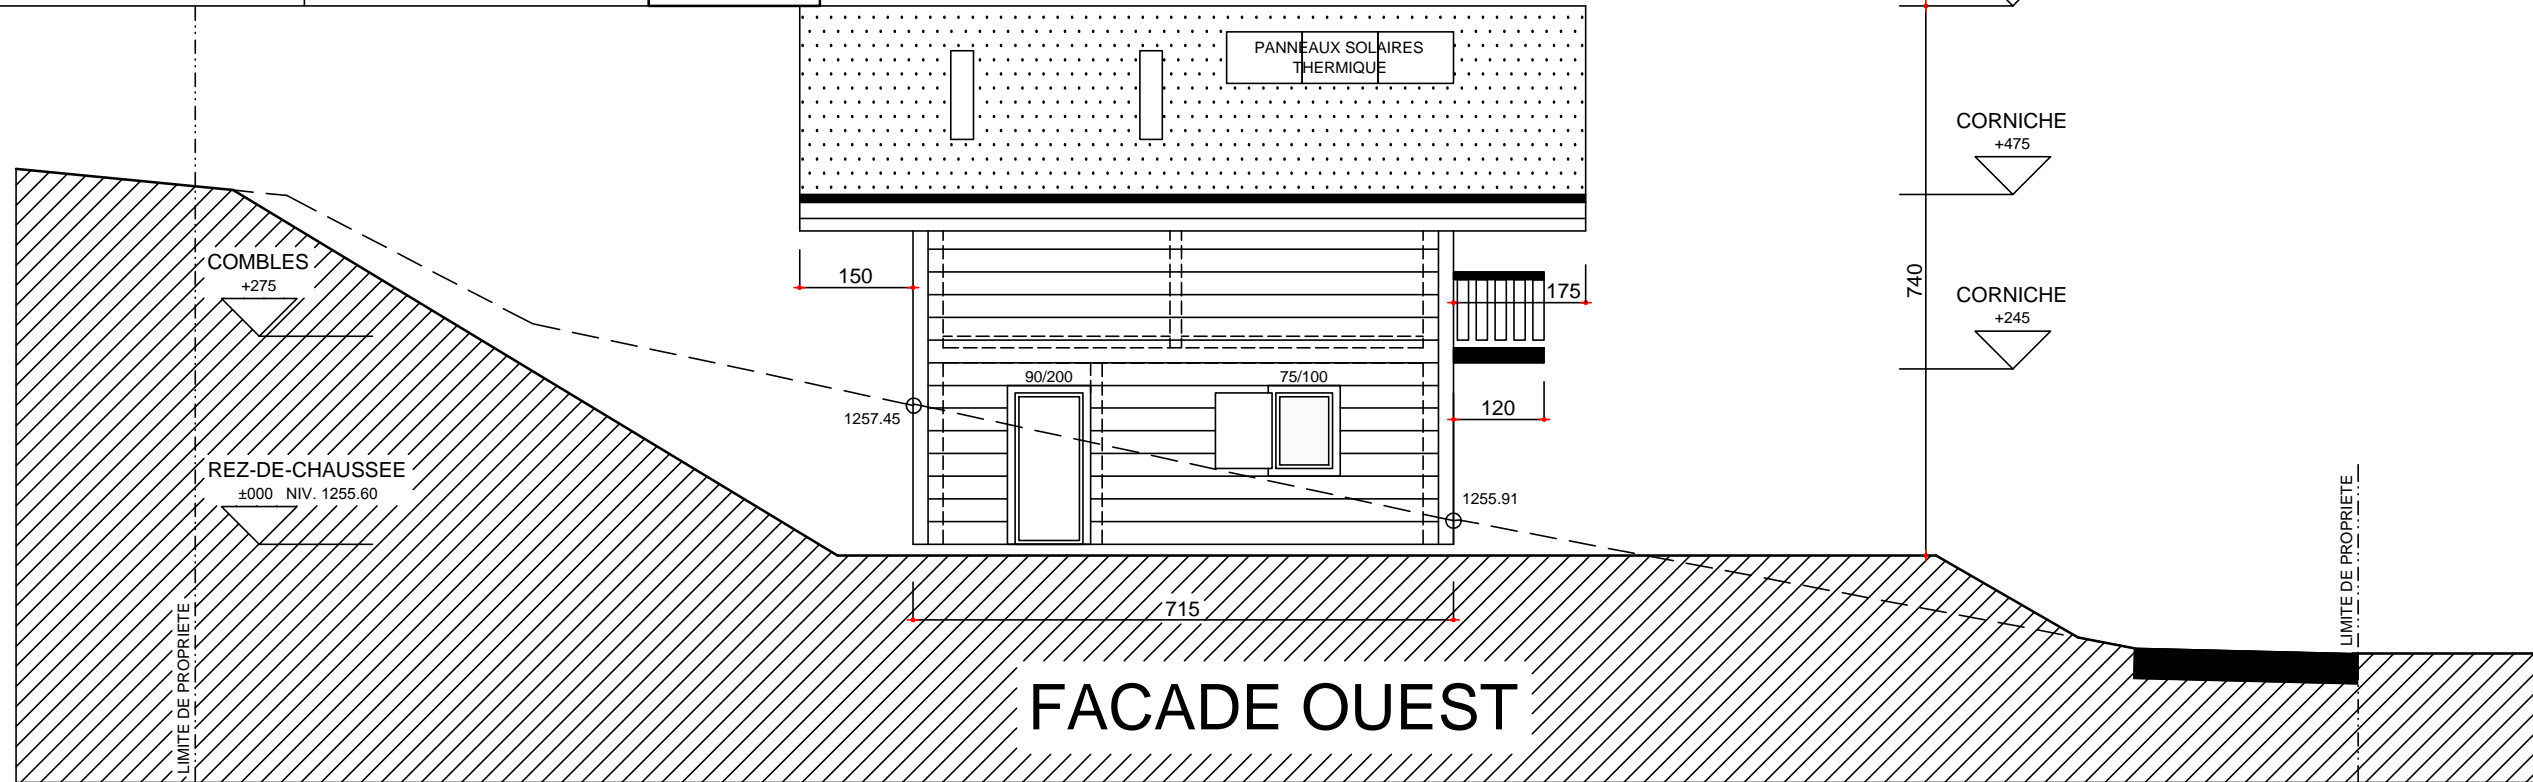 PANNEAUX SOLAIRES
THERMIQUE
CORNICHE
+475
COMBLES
+275
150
175
740
CORNICHE
+245
90/200
75/100
1257.45
120
REZ-DE-CHAUSSEE
±000 NIV. 1255.60
1255.91
LIMITE DE PROPRIETE
LIMITE DE PROPRIETE
715
FACADE OUEST